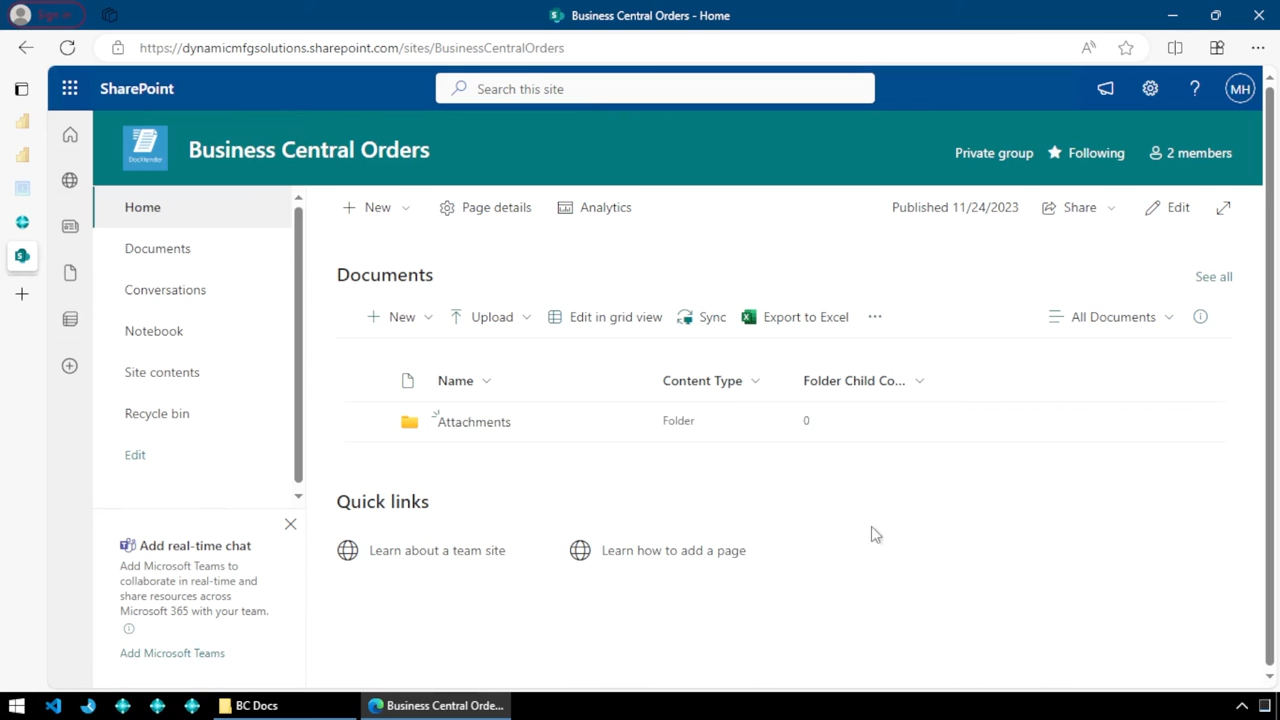 Sign in
Business Central Orders - Home
https://dynamicmfgsolutions.sharepoint.com/sites/BusinessCentralOrders
SharePoint
Search this site
?
MH
DocXtender
Business Central Orders
Private group
Following
2 members
Home
Documents
Conversations
Notebook
Site contents
Recycle bin
Edit
New
Page details
Analytics
Published 11/24/2023
Share
Edit
Documents
See all
New
Upload
Edit in grid view
Sync
Export to Excel
All Documents
Name
Content Type
Folder Child Co...
Attachments
Folder
0
Quick links
Learn about a team site
Learn how to add a page
Add real-time chat
Add Microsoft Teams to
collaborate in real-time and
share resources across
Microsoft 365 with your team.
Add Microsoft Teams
BC Docs
Business Central Orde...